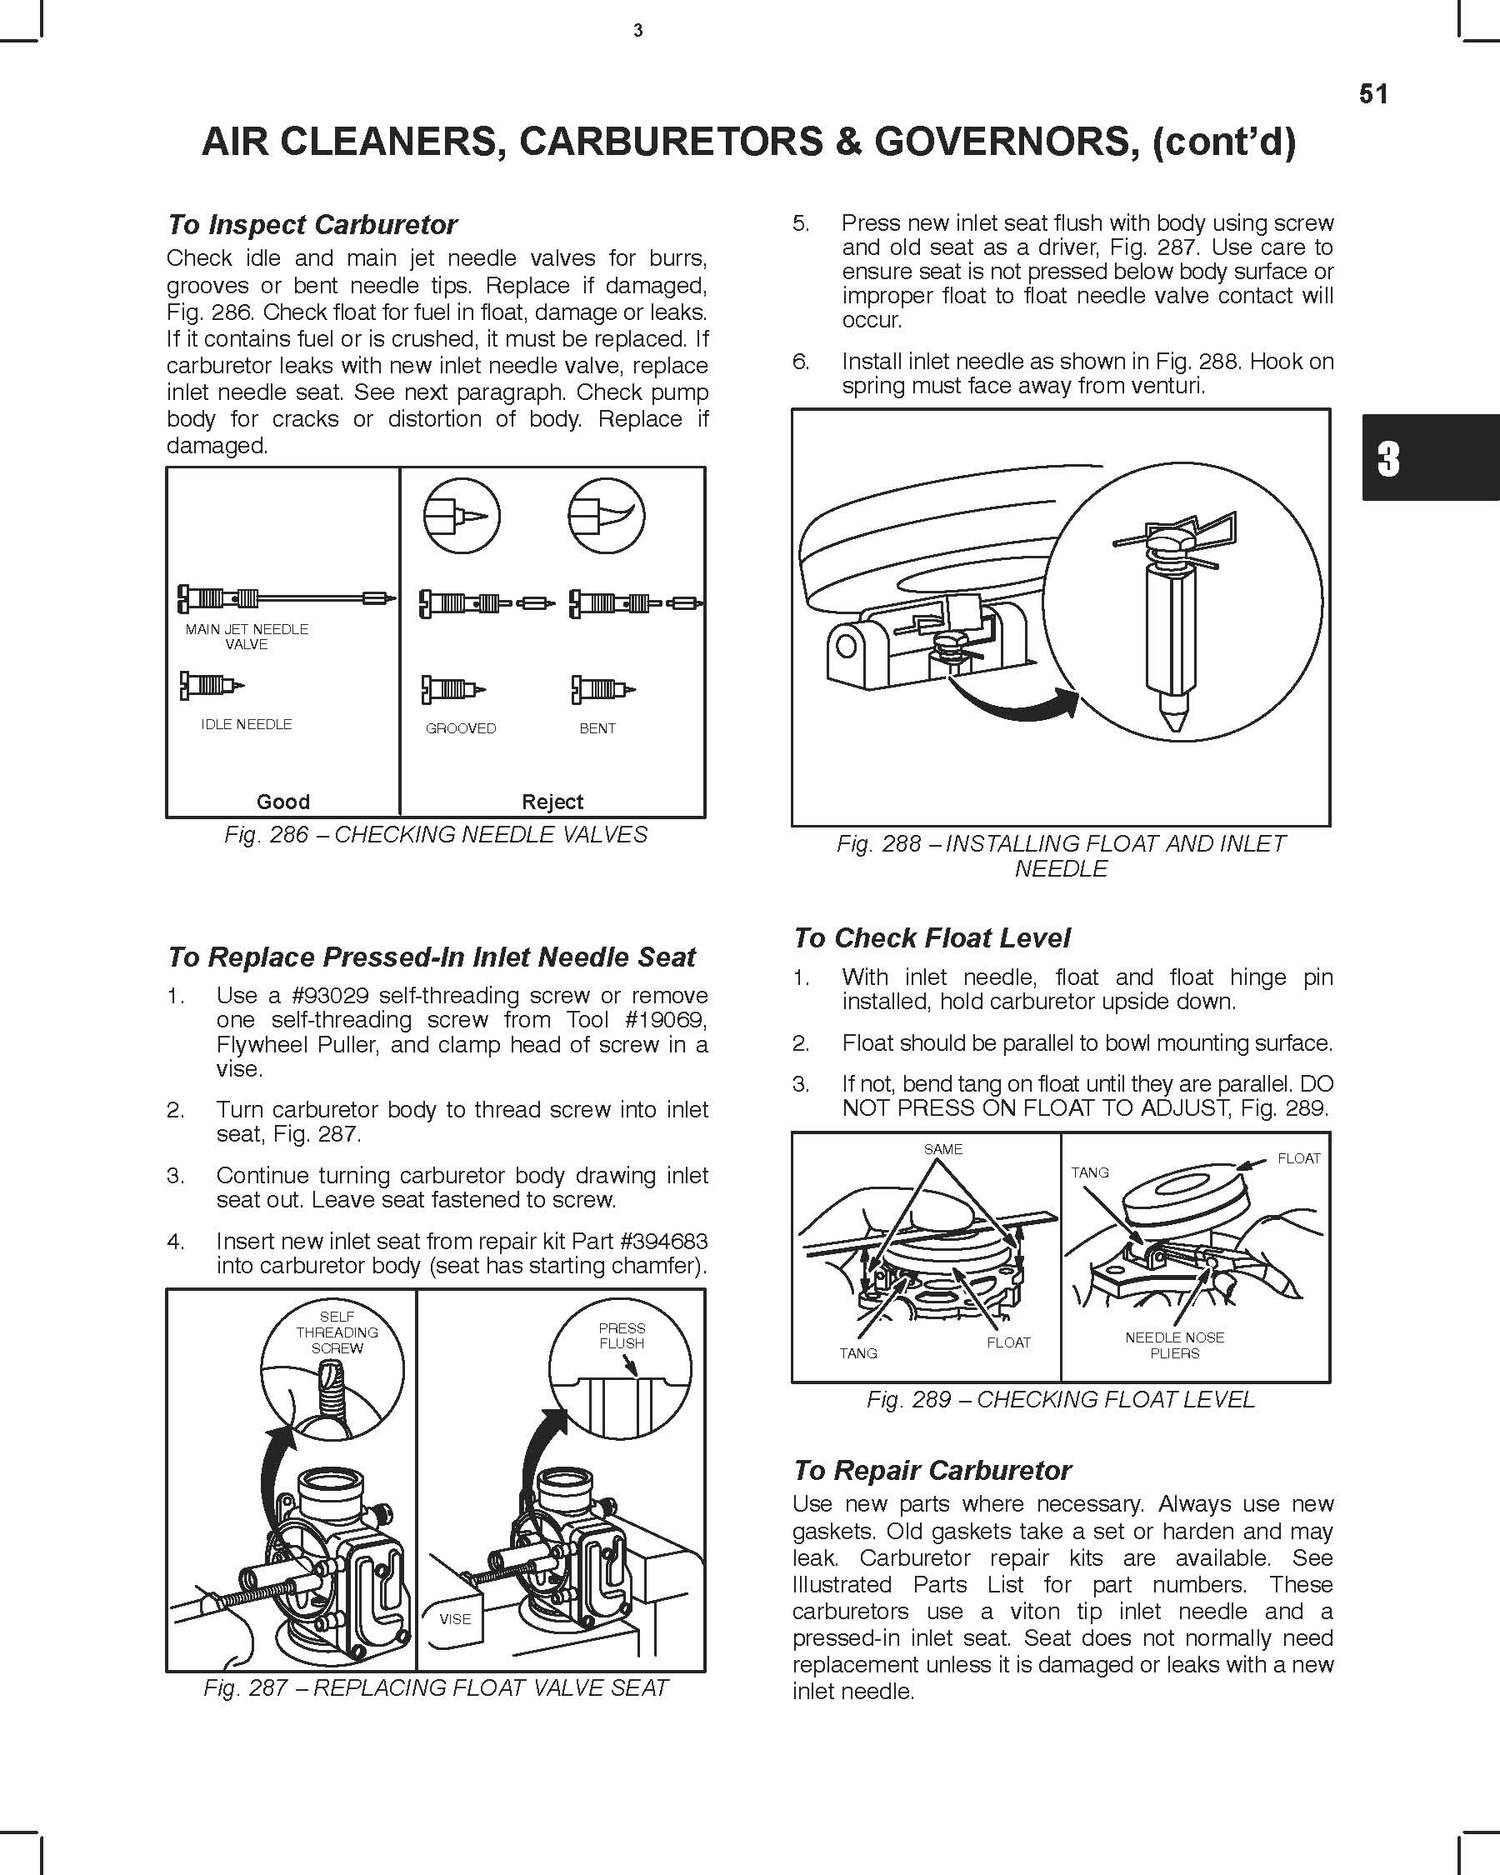 3
51
AIR CLEANERS, CARBURETORS & GOVERNORS, (cont’d)
To Inspect Carburetor
Check idle and main jet needle valves for burrs,
grooves or bent needle tips. Replace if damaged,
Fig. 286. Check float for fuel in float, damage or leaks.
If it contains fuel or is crushed, it must be replaced. If
carburetor leaks with new inlet needle valve, replace
inlet needle seat. See next paragraph. Check pump
body for cracks or distortion of body. Replace if
damaged.
MAIN JET NEEDLE
VALVE
IDLE NEEDLE
GROOVED
BENT
Good
Reject
Fig. 286 – CHECKING NEEDLE VALVES
To Replace Pressed-In Inlet Needle Seat
1. Use a #93029 self-threading screw or remove
one self-threading screw from Tool #19069,
Flywheel Puller, and clamp head of screw in a
vise.
2. Turn carburetor body to thread screw into inlet
seat, Fig. 287.
3. Continue turning carburetor body drawing inlet
seat out. Leave seat fastened to screw.
4. Insert new inlet seat from repair kit Part #394683
into carburetor body (seat has starting chamfer).
SELF
THREADING
SCREW
PRESS
FLUSH
VISE
Fig. 287 – REPLACING FLOAT VALVE SEAT
5. Press new inlet seat flush with body using screw
and old seat as a driver, Fig. 287. Use care to
ensure seat is not pressed below body surface or
improper float to float needle valve contact will
occur.
6. Install inlet needle as shown in Fig. 288. Hook on
spring must face away from venturi.
3
Fig. 288 – INSTALLING FLOAT AND INLET
NEEDLE
To Check Float Level
1. With inlet needle, float and float hinge pin
installed, hold carburetor upside down.
2. Float should be parallel to bowl mounting surface.
3. If not, bend tang on float until they are parallel. DO
NOT PRESS ON FLOAT TO ADJUST, Fig. 289.
SAME
TANG
FLOAT
TANG
FLOAT
NEEDLE NOSE
PLIERS
Fig. 289 – CHECKING FLOAT LEVEL
To Repair Carburetor
Use new parts where necessary. Always use new
gaskets. Old gaskets take a set or harden and may
leak. Carburetor repair kits are available. See
Illustrated Parts List for part numbers. These
carburetors use a viton tip inlet needle and a
pressed-in inlet seat. Seat does not normally need
replacement unless it is damaged or leaks with a new
inlet needle.